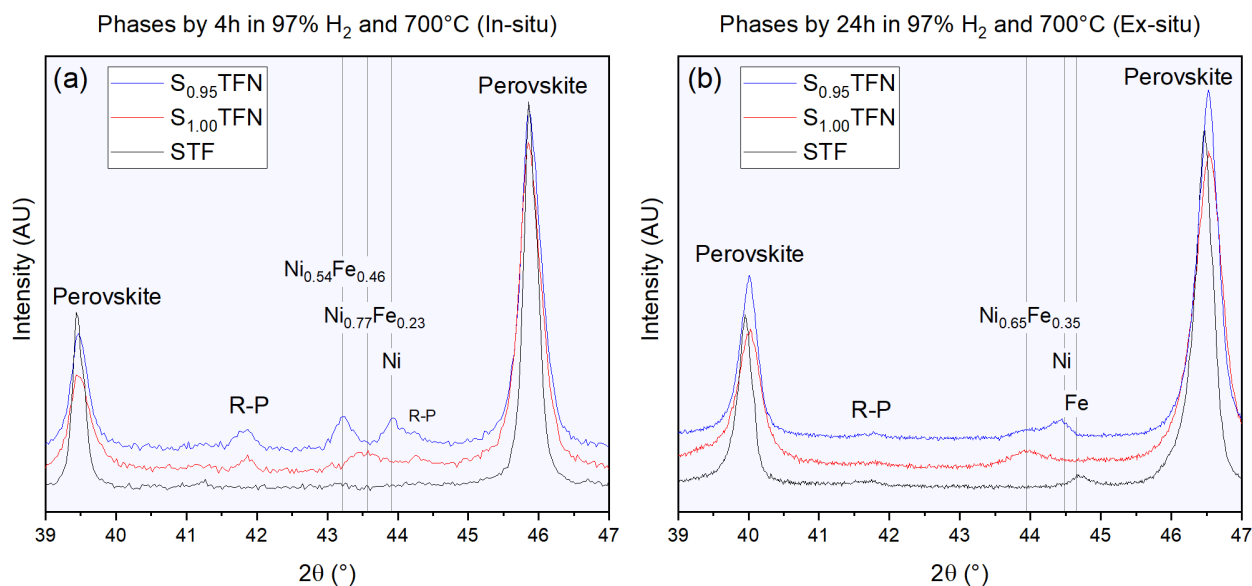 Phases by 4h in 97% H₂ and 700°C (In-situ)
(a)
S₀.₉₅TFN
S₁.₀₀TFN
STF
Perovskite
Perovskite
Ni₀.₅₄Fe₀.₄₆
Ni₀.₇₇Fe₀.₂₃
Ni
R-P
R-P
Intensity (AU)
39 40 41 42 43 44 45 46 47
2θ (°)
Phases by 24h in 97% H₂ and 700°C (Ex-situ)
(b)
S₀.₉₅TFN
S₁.₀₀TFN
STF
Perovskite
Perovskite
Ni₀.₆₅Fe₀.₃₅
Ni
Fe
R-P
Intensity (AU)
39 40 41 42 43 44 45 46 47
2θ (°)